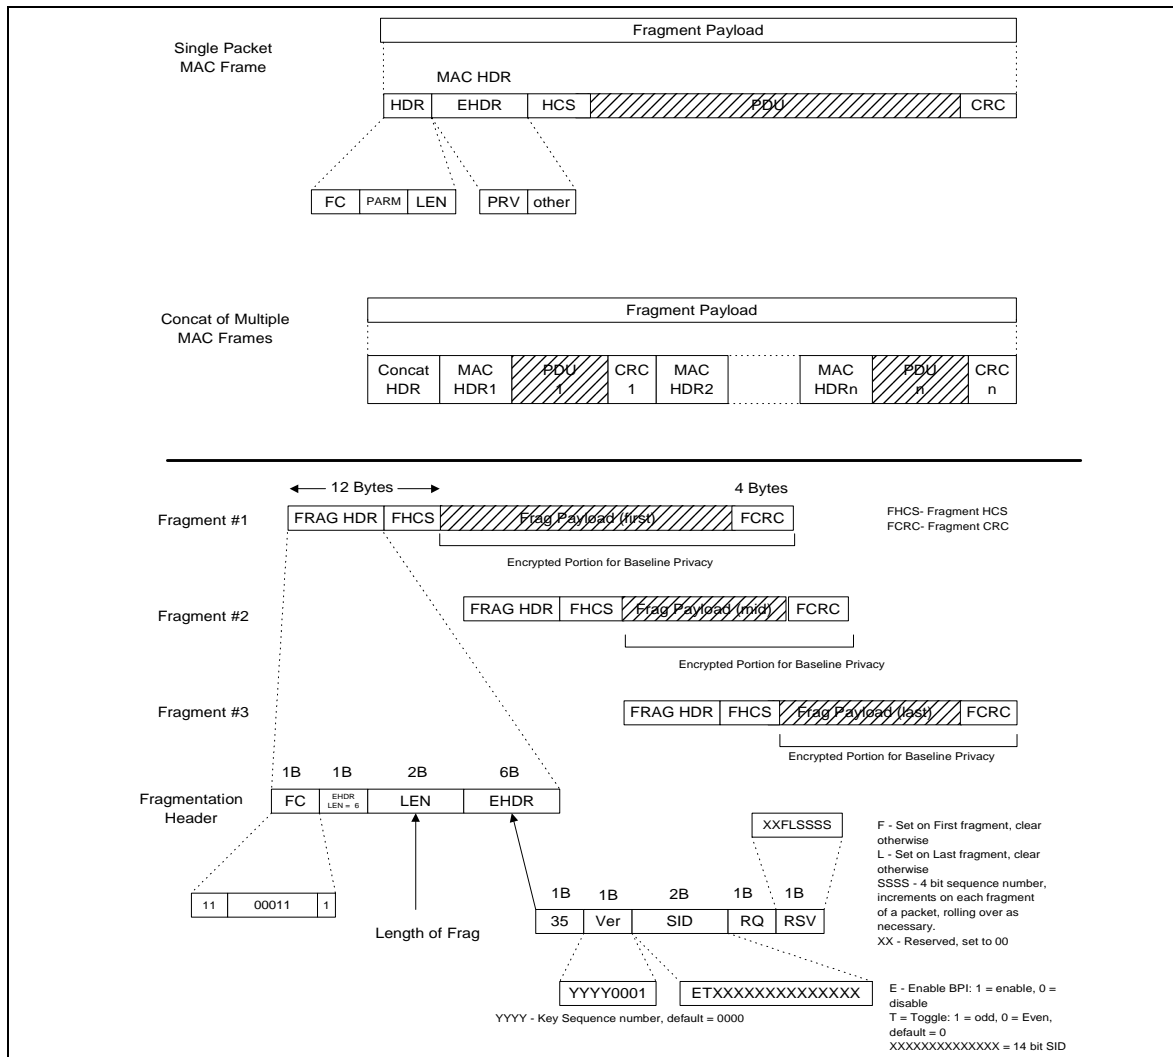 Fragment Payload
Single Packet
MAC Frame
MAC HDR
HDR EHDR HCS PDU CRC
FC PARM LEN PRV other
Fragment Payload
Concat of Multiple
MAC Frames
Concat
HDR
MAC
HDR1
PDU
1
CRC
1
MAC
HDR2
MAC
HDRn
PDU
n
CRC
n
12 Bytes
4 Bytes
Fragment #1
FRAG HDR FHCS Frag Payload (first) FCRC
FHCS- Fragment HCS
FCRC- Fragment CRC
Encrypted Portion for Baseline Privacy
Fragment #2
FRAG HDR FHCS Frag Payload (mid) FCRC
Encrypted Portion for Baseline Privacy
Fragment #3
FRAG HDR FHCS Frag Payload (last) FCRC
Encrypted Portion for Baseline Privacy
1B 1B 2B 6B
Fragmentation
Header
FC
EHDR
LEN = 6
LEN
EHDR
XXFLSSSS
F - Set on First fragment, clear
otherwise
L - Set on Last fragment, clear
otherwise
SSSS - 4 bit sequence number,
increments on each fragment
of a packet, rolling over as
necessary.
XX - Reserved, set to 00
11 00011 1
Length of Frag
1B 1B 2B 1B 1B
35 Ver SID RQ RSV
YYYY0001
ETXXXXXXXXXXXXXX
YYYY - Key Sequence number, default = 0000
E - Enable BPI: 1 = enable, 0 =
disable
T = Toggle: 1 = odd, 0 = Even,
default = 0
XXXXXXXXXXXXXX = 14 bit SID